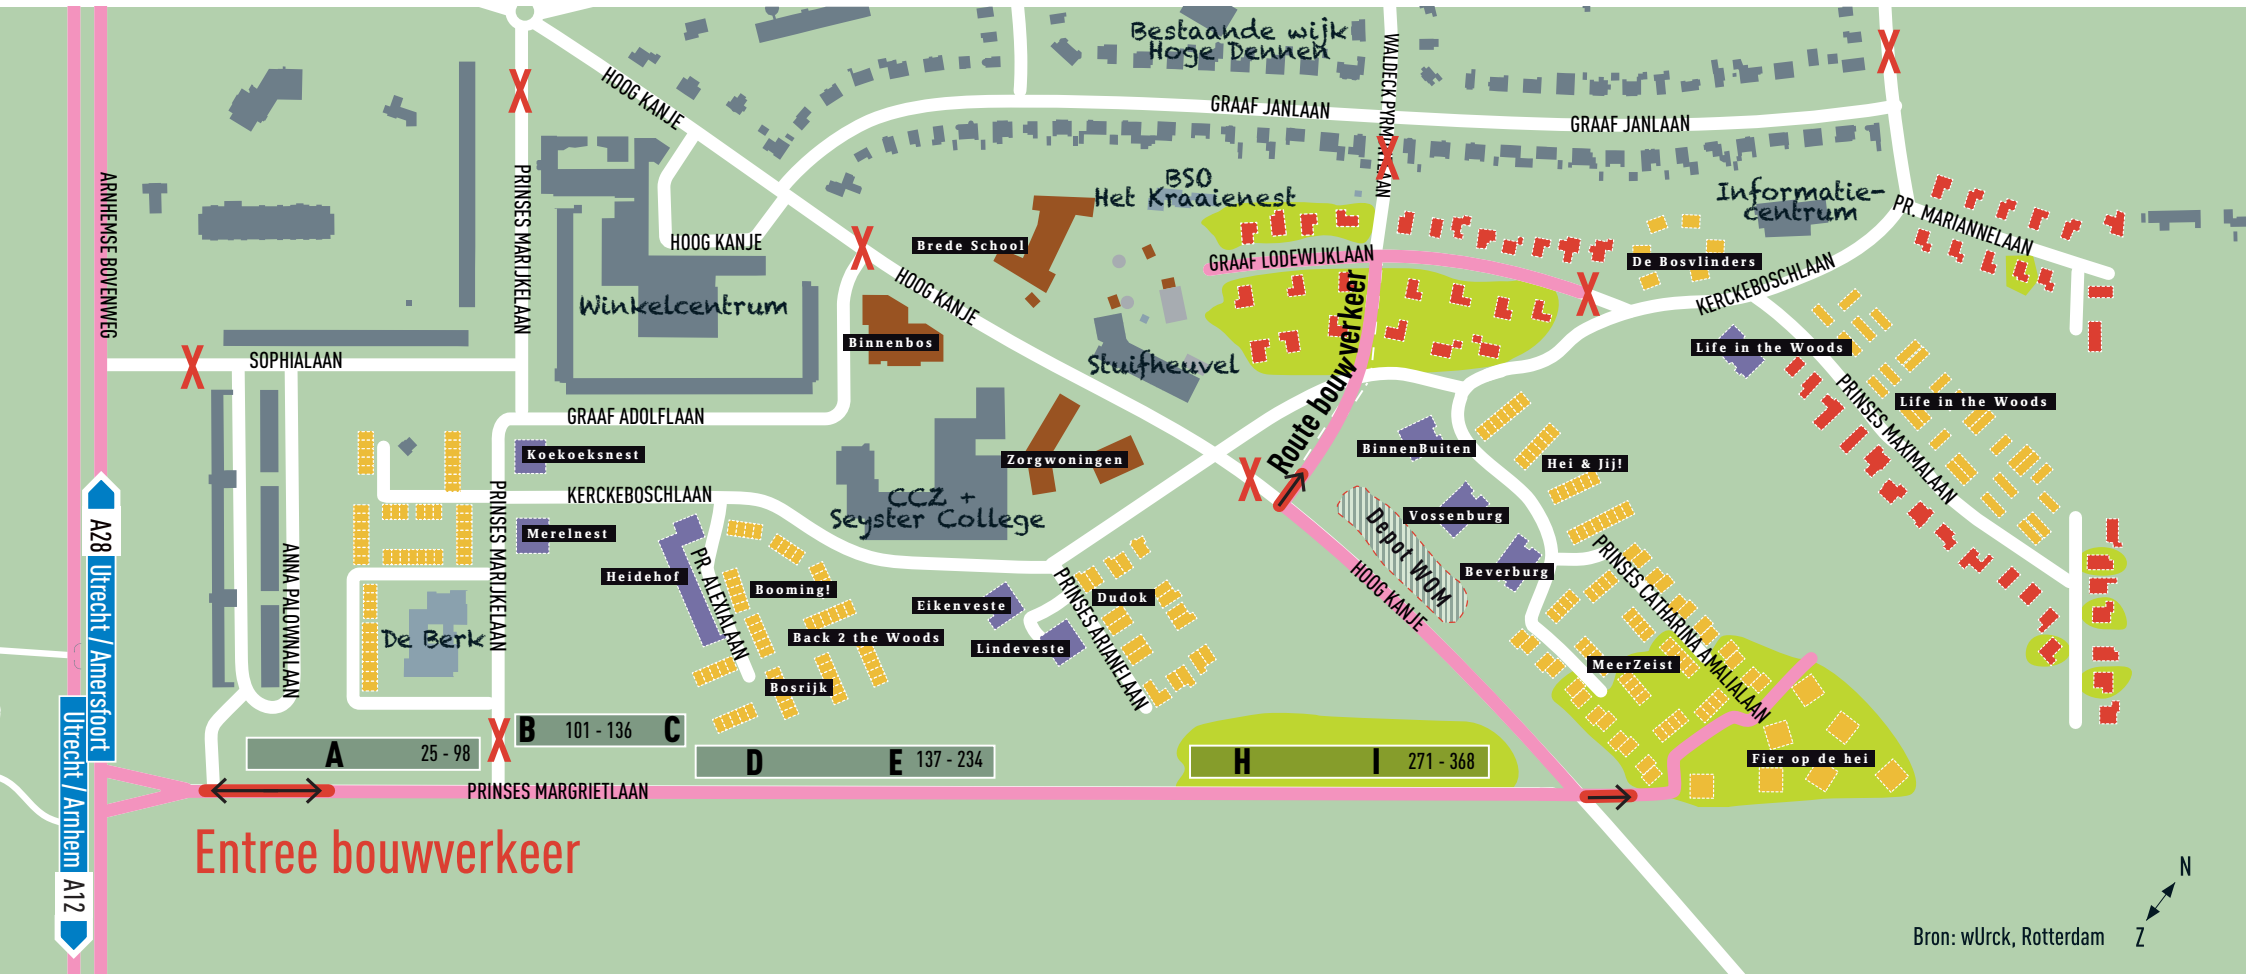 Bestaande wijk
Hoge Dennen
WALDECK PYRMONTLAAN
HOOG KANJE
GRAAF JANLAAN
GRAAF JANLAAN
ARNHEMSE BOVENWEG
PRINSES MARIJKELAAN
BSO
Het Kraaienest
Informatie-
centrum
PR. MARIANNELAAN
HOOG KANJE
Brede School
GRAAF LODEWIJKLAAN
De Bosvlinders
KERCKEBOSCHLAAN
HOOG KANJE
Winkelcentrum
Binnenbos
Stuifheuvel
Route bouwverkeer
Life in the Woods
SOPHIALAAN
PRINSES MAXIMALAAN
Life in the Woods
GRAAF ADOLFLAAN
Koekoeksnest
Zorgwoningen
BinnenBuiten
Hei & Jij!
KERCKEBOSCHLAAN
CCZ +
Seyster College
Depot WOM
Vossenburg
Merelnest
PRINSES MARIJKELAAN
A28
Utrecht / Amersfoort
ANNA PALOWNALAAN
Heidehof
PR. ALEXIALAAN
Booming!
Eikenveste
PRINSES ARIANELAAN
Dudok
HOOG KANJE
Beverburg
PRINSES CATHARINA AMALIALAAN
De Berk
Back 2 the Woods
Lindeveste
MeerZeist
Bosrijk
Utrecht / Arnhem
A12
A 25 - 98
B 101 - 136 C
D E 137 - 234
H I 271 - 368
Fier op de hei
PRINSES MARGRIETLAAN
Entree bouwverkeer
N
Z
Bron: wUrck, Rotterdam